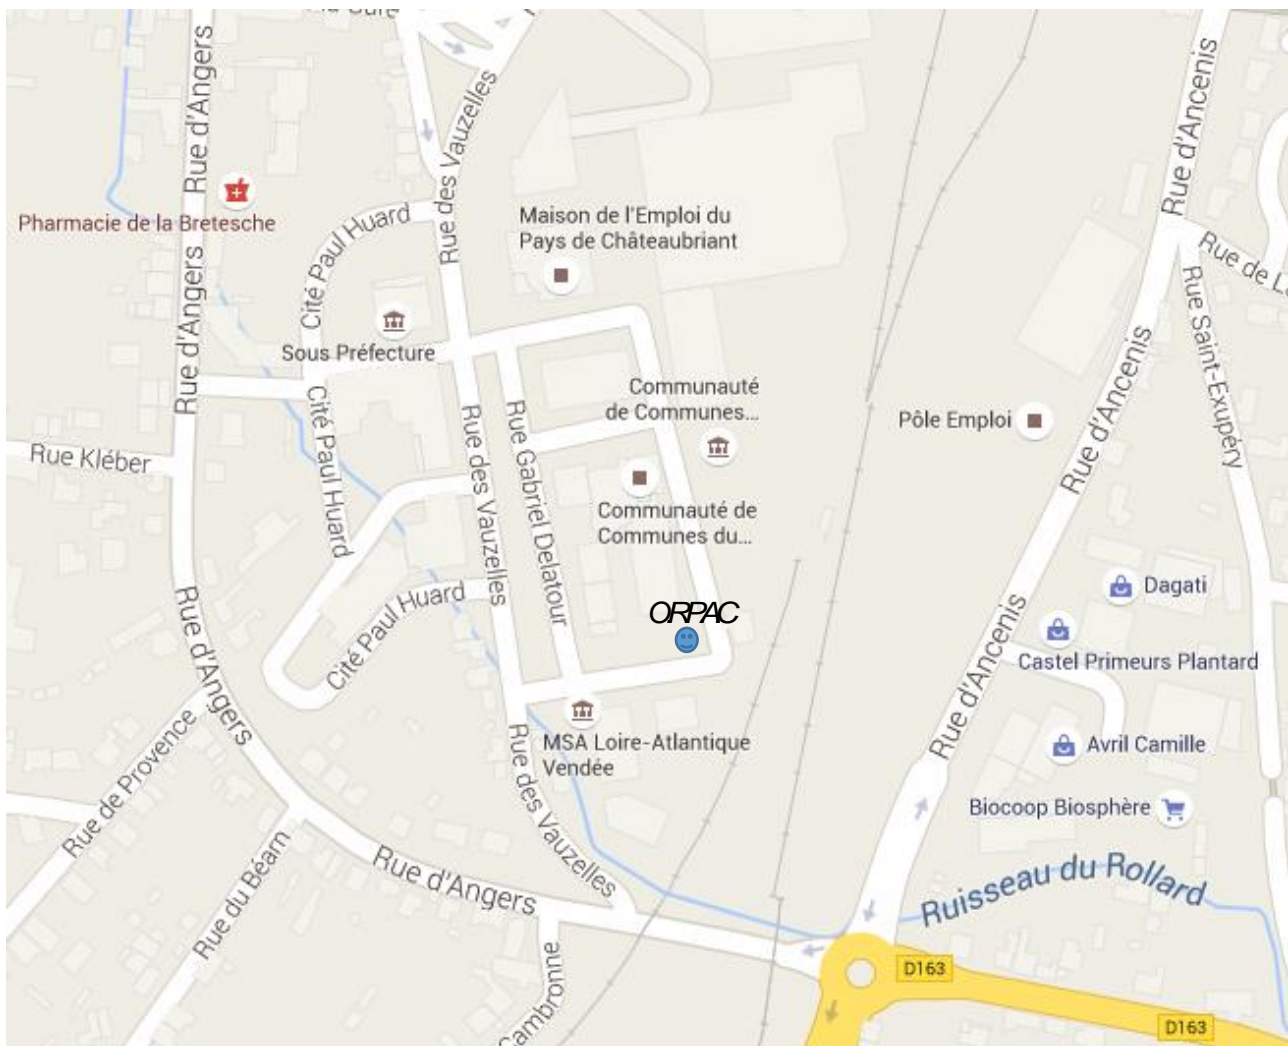 Rue d'Angers
Rue d'Ancenis
Rue des Vauzelles
Rue d'Angers
Pharmacie de la Bretesche
Cité Paul Huard
Maison de l'Emploi du
Pays de Châteaubriant
Rue d'Angers
Sous Préfecture
Rue de
Rue Saint-Exupéry
Rue d'Ancenis
Communauté
de Communes...
Pôle Emploi
Rue Kléber
Cité Paul Huard
Rue des Vauzelles
Rue Gabriel Delatour
Communauté de
Communes du...
ORPAC
Dagati
Castel Primeurs Plantard
Cité Paul Huard
Rue d'Angers
Rue d'Ancenis
MSA Loire-Atlantique
Vendée
Avril Camille
Rue de Provence
Rue des Vauzelles
Biocoop Biosphère
Rue du Béarn
Rue d'Angers
Ruisseau du Rollard
Cambronne
D163
D163